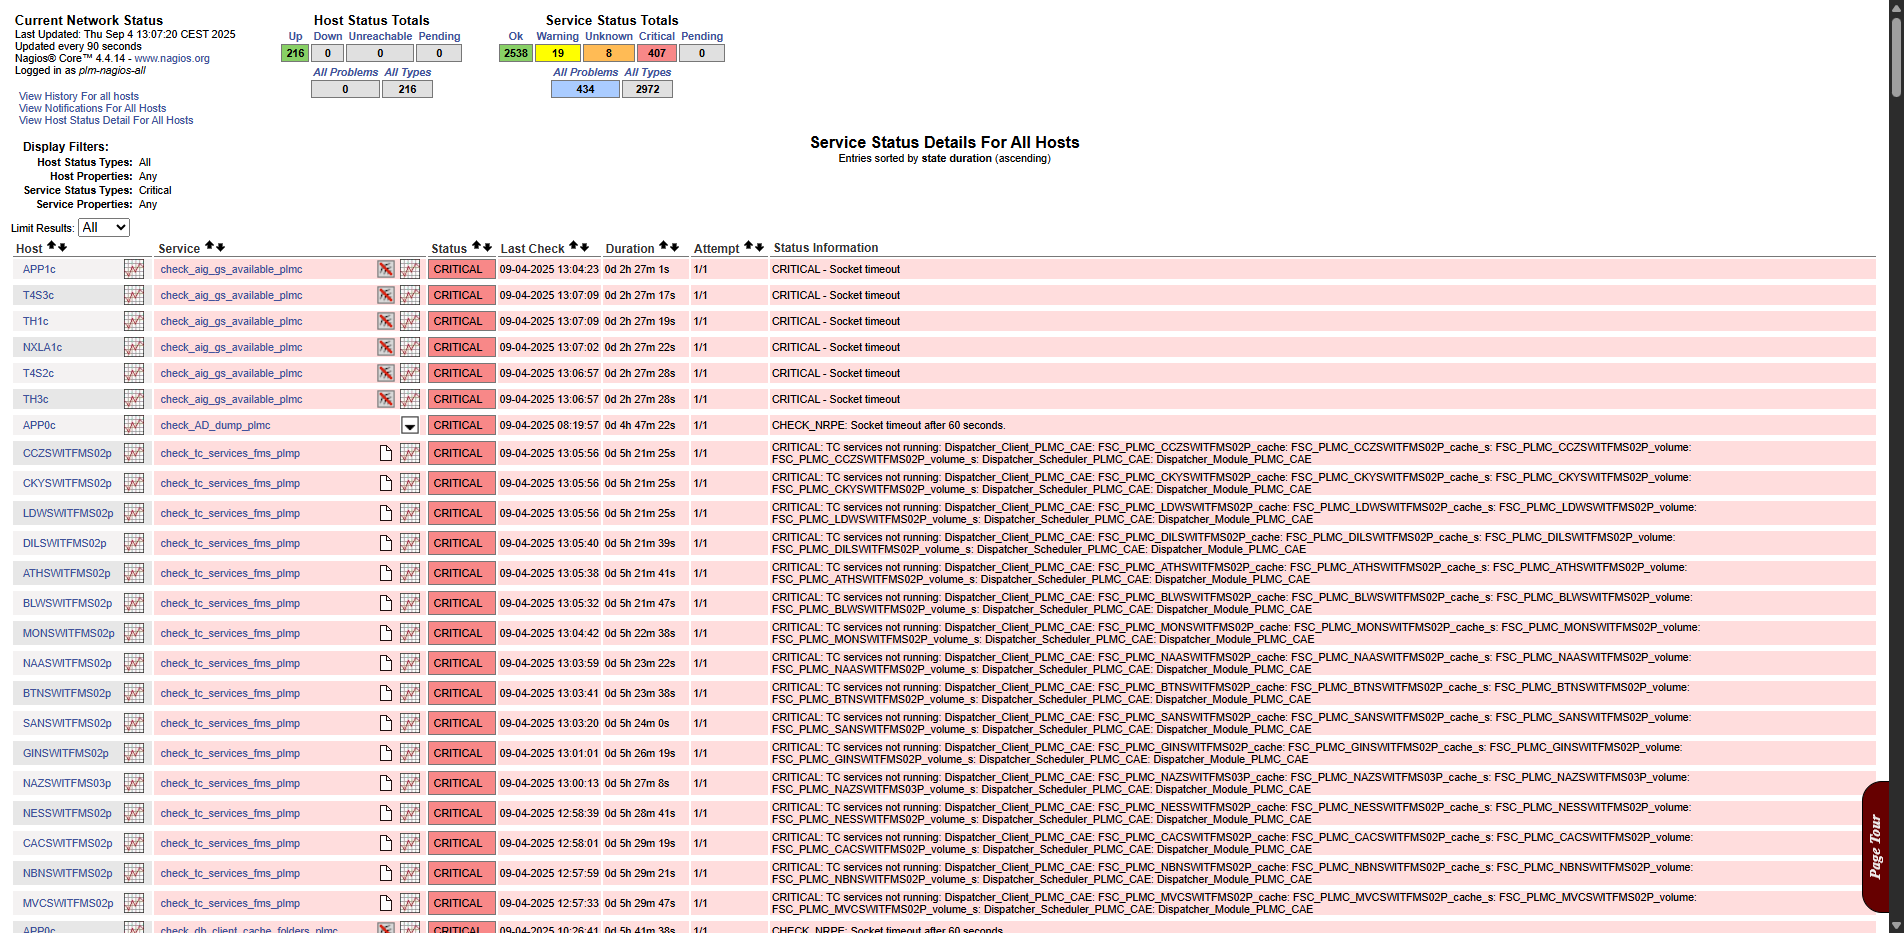 Current Network Status
Last Updated: Thu Sep 4 13:07:20 CEST 2025
Updated every 90 seconds
Nagios® Core™ 4.4.14 - www.nagios.org
Logged in as plm-nagios-all
View History For all hosts
View Notifications For All Hosts
View Host Status Detail For All Hosts
Host Status Totals
Up Down Unreachable Pending
216 0 0 0
All Problems All Types
0 216
Service Status Totals
Ok Warning Unknown Critical Pending
2538 19 8 407 0
All Problems All Types
434 2972
Display Filters:
Host Status Types: All
Host Properties: Any
Service Status Types: Critical
Service Properties: Any
Service Status Details For All Hosts
Entries sorted by state duration (ascending)
Limit Results: All
Host Service Status Last Check Duration Attempt Status Information
APP1c check_aig_gs_available_plmc CRITICAL 09-04-2025 13:04:23 0d 2h 27m 1s 1/1 CRITICAL - Socket timeout
T4S3c check_aig_gs_available_plmc CRITICAL 09-04-2025 13:07:09 0d 2h 27m 17s 1/1 CRITICAL - Socket timeout
TH1c check_aig_gs_available_plmc CRITICAL 09-04-2025 13:07:09 0d 2h 27m 19s 1/1 CRITICAL - Socket timeout
NXLA1c check_aig_gs_available_plmc CRITICAL 09-04-2025 13:07:02 0d 2h 27m 22s 1/1 CRITICAL - Socket timeout
T4S2c check_aig_gs_available_plmc CRITICAL 09-04-2025 13:06:57 0d 2h 27m 28s 1/1 CRITICAL - Socket timeout
TH3c check_aig_gs_available_plmc CRITICAL 09-04-2025 13:06:57 0d 2h 27m 28s 1/1 CRITICAL - Socket timeout
APP0c check_AD_dump_plmc CRITICAL 09-04-2025 08:19:57 0d 4h 47m 22s 1/1 CHECK_NRPE: Socket timeout after 60 seconds.
CCZSWITFMS02p check_tc_services_fms_plmp CRITICAL 09-04-2025 13:05:56 0d 5h 21m 25s 1/1 CRITICAL: TC services not running: Dispatcher_Client_PLMC_CAE: FSC_PLMC_CCZSWITFMS02P_cache: FSC_PLMC_CCZSWITFMS02P_cache_s: FSC_PLMC_CCZSWITFMS02P_volume:
FSC_PLMC_CCZSWITFMS02P_volume_s: Dispatcher_Scheduler_PLMC_CAE: Dispatcher_Module_PLMC_CAE
CKYSWITFMS02p check_tc_services_fms_plmp CRITICAL 09-04-2025 13:05:56 0d 5h 21m 25s 1/1 CRITICAL: TC services not running: Dispatcher_Client_PLMC_CAE: FSC_PLMC_CKYSWITFMS02P_cache: FSC_PLMC_CKYSWITFMS02P_cache_s: FSC_PLMC_CKYSWITFMS02P_volume:
FSC_PLMC_CKYSWITFMS02P_volume_s: Dispatcher_Scheduler_PLMC_CAE: Dispatcher_Module_PLMC_CAE
LDWSWITFMS02p check_tc_services_fms_plmp CRITICAL 09-04-2025 13:05:56 0d 5h 21m 25s 1/1 CRITICAL: TC services not running: Dispatcher_Client_PLMC_CAE: FSC_PLMC_LDWSWITFMS02P_cache: FSC_PLMC_LDWSWITFMS02P_cache_s: FSC_PLMC_LDWSWITFMS02P_volume:
FSC_PLMC_LDWSWITFMS02P_volume_s: Dispatcher_Scheduler_PLMC_CAE: Dispatcher_Module_PLMC_CAE
DILSWITFMS02p check_tc_services_fms_plmp CRITICAL 09-04-2025 13:05:40 0d 5h 21m 39s 1/1 CRITICAL: TC services not running: Dispatcher_Client_PLMC_CAE: FSC_PLMC_DILSWITFMS02P_cache: FSC_PLMC_DILSWITFMS02P_cache_s: FSC_PLMC_DILSWITFMS02P_volume:
FSC_PLMC_DILSWITFMS02P_volume_s: Dispatcher_Scheduler_PLMC_CAE: Dispatcher_Module_PLMC_CAE
ATHSWITFMS02p check_tc_services_fms_plmp CRITICAL 09-04-2025 13:05:38 0d 5h 21m 41s 1/1 CRITICAL: TC services not running: Dispatcher_Client_PLMC_CAE: FSC_PLMC_ATHSWITFMS02P_cache: FSC_PLMC_ATHSWITFMS02P_cache_s: FSC_PLMC_ATHSWITFMS02P_volume:
FSC_PLMC_ATHSWITFMS02P_volume_s: Dispatcher_Scheduler_PLMC_CAE: Dispatcher_Module_PLMC_CAE
BLWSWITFMS02p check_tc_services_fms_plmp CRITICAL 09-04-2025 13:05:32 0d 5h 21m 47s 1/1 CRITICAL: TC services not running: Dispatcher_Client_PLMC_CAE: FSC_PLMC_BLWSWITFMS02P_cache: FSC_PLMC_BLWSWITFMS02P_cache_s: FSC_PLMC_BLWSWITFMS02P_volume:
FSC_PLMC_BLWSWITFMS02P_volume_s: Dispatcher_Scheduler_PLMC_CAE: Dispatcher_Module_PLMC_CAE
MONSWITFMS02p check_tc_services_fms_plmp CRITICAL 09-04-2025 13:04:42 0d 5h 22m 38s 1/1 CRITICAL: TC services not running: Dispatcher_Client_PLMC_CAE: FSC_PLMC_MONSWITFMS02P_cache: FSC_PLMC_MONSWITFMS02P_cache_s: FSC_PLMC_MONSWITFMS02P_volume:
FSC_PLMC_MONSWITFMS02P_volume_s: Dispatcher_Scheduler_PLMC_CAE: Dispatcher_Module_PLMC_CAE
NAASWITFMS02p check_tc_services_fms_plmp CRITICAL 09-04-2025 13:03:59 0d 5h 23m 22s 1/1 CRITICAL: TC services not running: Dispatcher_Client_PLMC_CAE: FSC_PLMC_NAASWITFMS02P_cache: FSC_PLMC_NAASWITFMS02P_cache_s: FSC_PLMC_NAASWITFMS02P_volume:
FSC_PLMC_NAASWITFMS02P_volume_s: Dispatcher_Scheduler_PLMC_CAE: Dispatcher_Module_PLMC_CAE
BTNSWITFMS02p check_tc_services_fms_plmp CRITICAL 09-04-2025 13:03:41 0d 5h 23m 38s 1/1 CRITICAL: TC services not running: Dispatcher_Client_PLMC_CAE: FSC_PLMC_BTNSWITFMS02P_cache: FSC_PLMC_BTNSWITFMS02P_cache_s: FSC_PLMC_BTNSWITFMS02P_volume:
FSC_PLMC_BTNSWITFMS02P_volume_s: Dispatcher_Scheduler_PLMC_CAE: Dispatcher_Module_PLMC_CAE
SANSWITFMS02p check_tc_services_fms_plmp CRITICAL 09-04-2025 13:03:20 0d 5h 24m 0s 1/1 CRITICAL: TC services not running: Dispatcher_Client_PLMC_CAE: FSC_PLMC_SANSWITFMS02P_cache: FSC_PLMC_SANSWITFMS02P_cache_s: FSC_PLMC_SANSWITFMS02P_volume:
FSC_PLMC_SANSWITFMS02P_volume_s: Dispatcher_Scheduler_PLMC_CAE: Dispatcher_Module_PLMC_CAE
GINSWITFMS02p check_tc_services_fms_plmp CRITICAL 09-04-2025 13:01:01 0d 5h 26m 19s 1/1 CRITICAL: TC services not running: Dispatcher_Client_PLMC_CAE: FSC_PLMC_GINSWITFMS02P_cache: FSC_PLMC_GINSWITFMS02P_cache_s: FSC_PLMC_GINSWITFMS02P_volume:
FSC_PLMC_GINSWITFMS02P_volume_s: Dispatcher_Scheduler_PLMC_CAE: Dispatcher_Module_PLMC_CAE
NAZSWITFMS03p check_tc_services_fms_plmp CRITICAL 09-04-2025 13:00:13 0d 5h 27m 8s 1/1 CRITICAL: TC services not running: Dispatcher_Client_PLMC_CAE: FSC_PLMC_NAZSWITFMS03P_cache: FSC_PLMC_NAZSWITFMS03P_cache_s: FSC_PLMC_NAZSWITFMS03P_volume:
FSC_PLMC_NAZSWITFMS03P_volume_s: Dispatcher_Scheduler_PLMC_CAE: Dispatcher_Module_PLMC_CAE
NESSWITFMS02p check_tc_services_fms_plmp CRITICAL 09-04-2025 12:58:39 0d 5h 28m 41s 1/1 CRITICAL: TC services not running: Dispatcher_Client_PLMC_CAE: FSC_PLMC_NESSWITFMS02P_cache: FSC_PLMC_NESSWITFMS02P_cache_s: FSC_PLMC_NESSWITFMS02P_volume:
FSC_PLMC_NESSWITFMS02P_volume_s: Dispatcher_Scheduler_PLMC_CAE: Dispatcher_Module_PLMC_CAE
CACSWITFMS02p check_tc_services_fms_plmp CRITICAL 09-04-2025 12:58:01 0d 5h 29m 19s 1/1 CRITICAL: TC services not running: Dispatcher_Client_PLMC_CAE: FSC_PLMC_CACSWITFMS02P_cache: FSC_PLMC_CACSWITFMS02P_cache_s: FSC_PLMC_CACSWITFMS02P_volume:
FSC_PLMC_CACSWITFMS02P_volume_s: Dispatcher_Scheduler_PLMC_CAE: Dispatcher_Module_PLMC_CAE
NBNSWITFMS02p check_tc_services_fms_plmp CRITICAL 09-04-2025 12:57:59 0d 5h 29m 21s 1/1 CRITICAL: TC services not running: Dispatcher_Client_PLMC_CAE: FSC_PLMC_NBNSWITFMS02P_cache: FSC_PLMC_NBNSWITFMS02P_cache_s: FSC_PLMC_NBNSWITFMS02P_volume:
FSC_PLMC_NBNSWITFMS02P_volume_s: Dispatcher_Scheduler_PLMC_CAE: Dispatcher_Module_PLMC_CAE
MVCSWITFMS02p check_tc_services_fms_plmp CRITICAL 09-04-2025 12:57:33 0d 5h 29m 47s 1/1 CRITICAL: TC services not running: Dispatcher_Client_PLMC_CAE: FSC_PLMC_MVCSWITFMS02P_cache: FSC_PLMC_MVCSWITFMS02P_cache_s: FSC_PLMC_MVCSWITFMS02P_volume:
FSC_PLMC_MVCSWITFMS02P_volume_s: Dispatcher_Scheduler_PLMC_CAE: Dispatcher_Module_PLMC_CAE
APP0c check_db_client_cache_folders_plmc CRITICAL 09-04-2025 10:26:41 0d 5h 41m 38s 1/1 CHECK_NRPE: Socket timeout after 60 seconds.
Page Tour